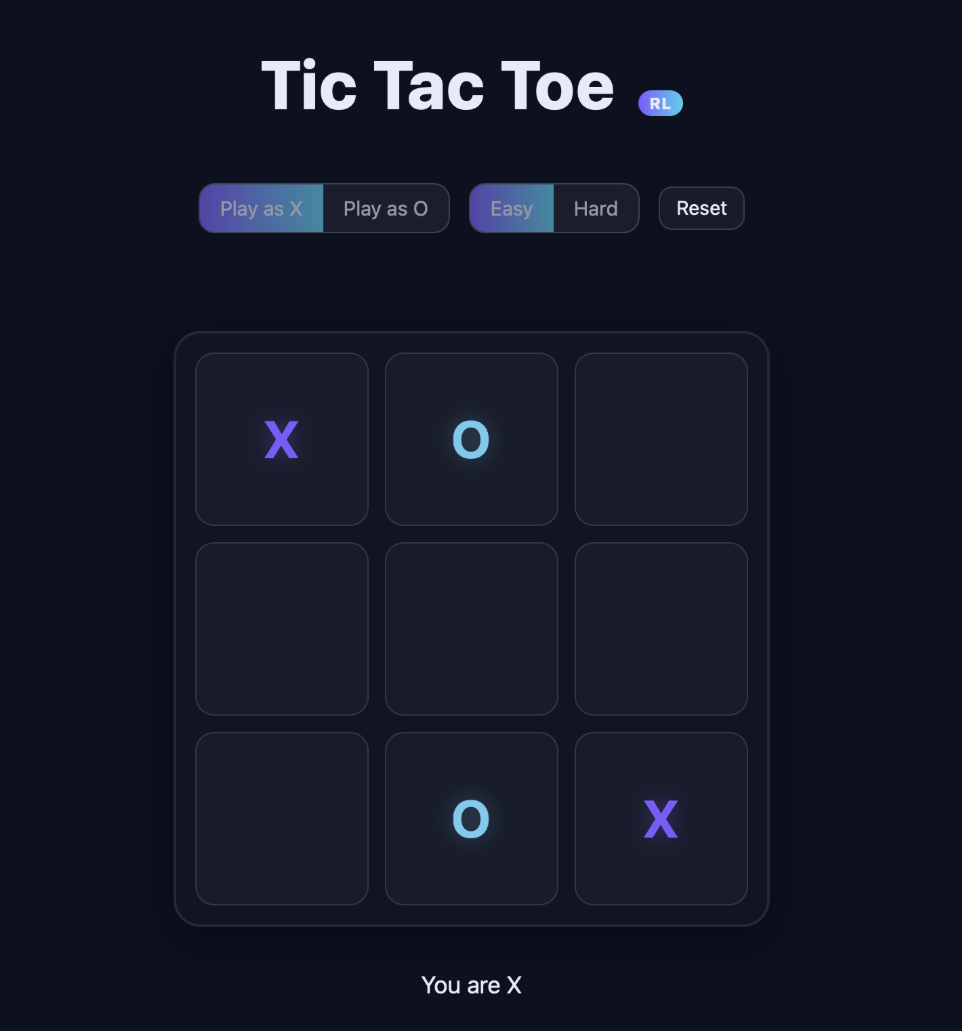 Tic Tac Toe RL
Play as X Play as O Easy Hard Reset
X O
O X
You are X